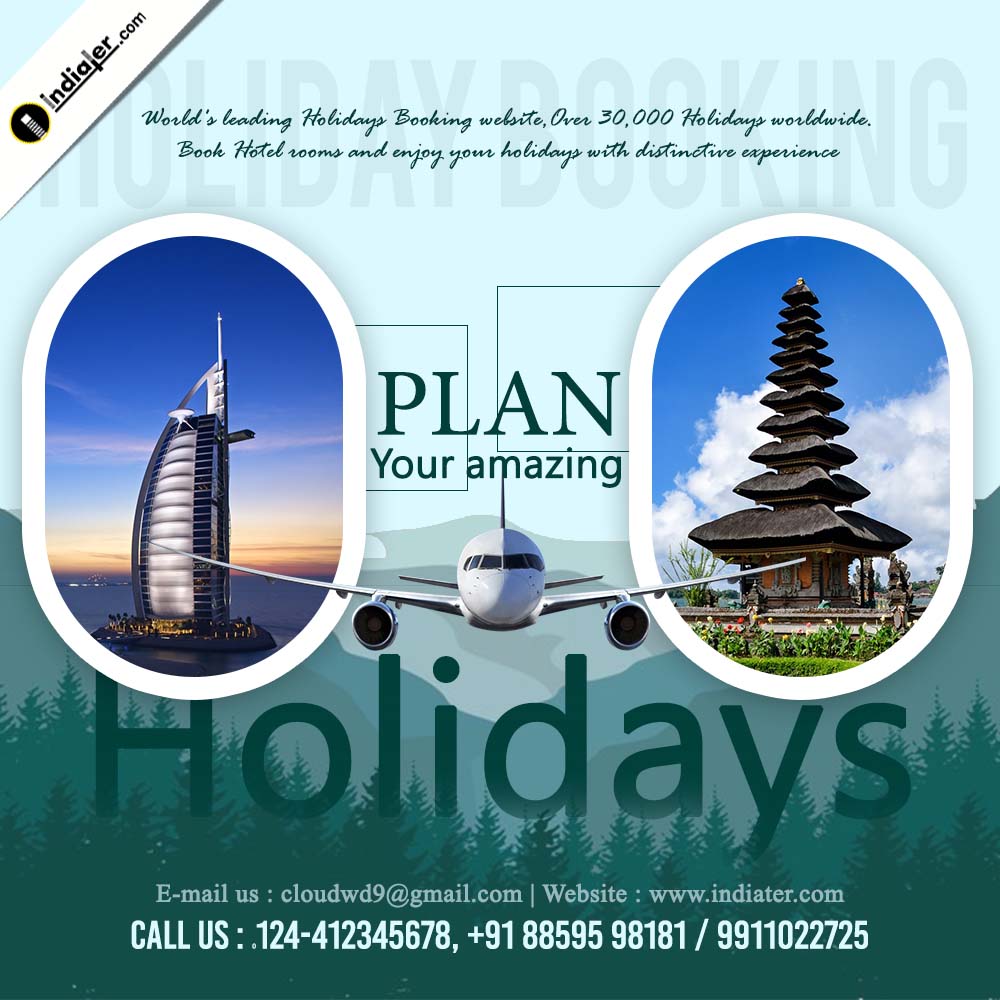 indiater.com
HOLIDAY BOOKING
World's leading Holidays Booking website,Over 30,000 Holidays worldwide.
Book Hotel rooms and enjoy your holidays with distinctive experience
PLAN
Your amazing
Holidays
E-mail us : cloudwd9@gmail.com | Website : www.indiater.com
CALL US : .124-412345678, +91 88595 98181 / 9911022725